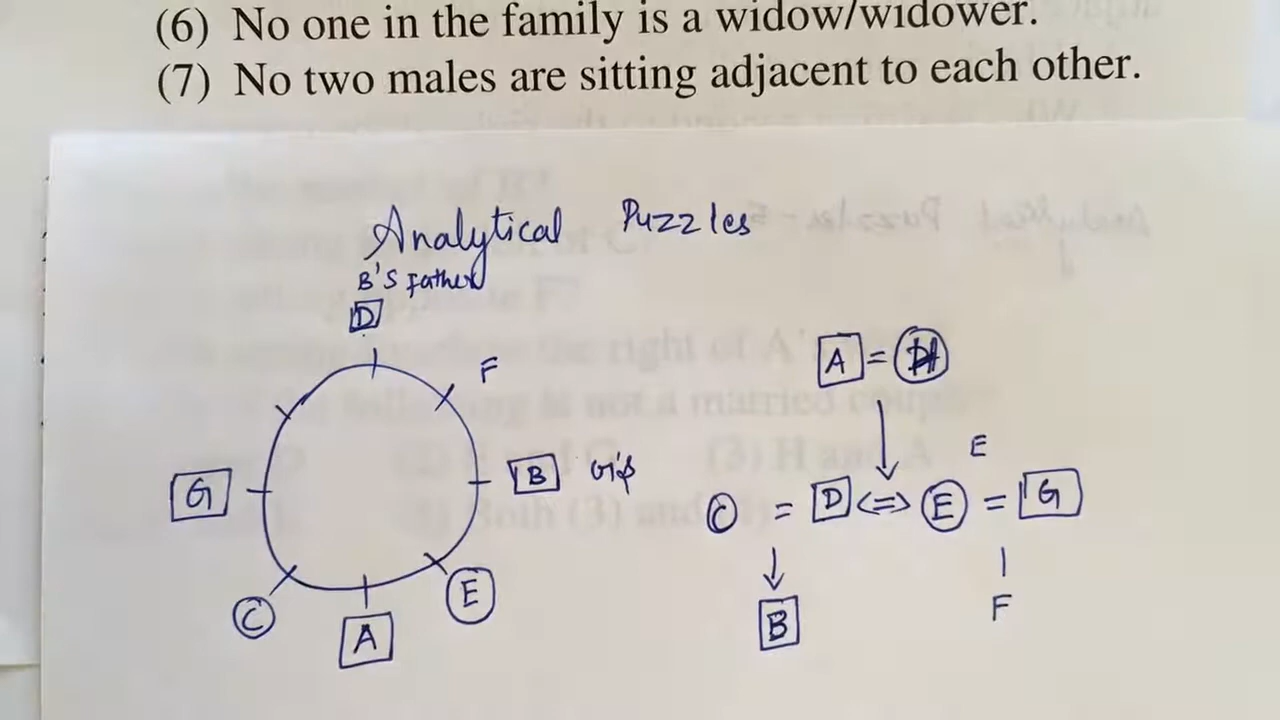 (6) No one in the family is a widow/widower.
(7) No two males are sitting adjacent to each other.
Analytical Puzzles
B's Father
D
F
G
B
C
A
E
A =
E
C = D <=> E = G
B
F